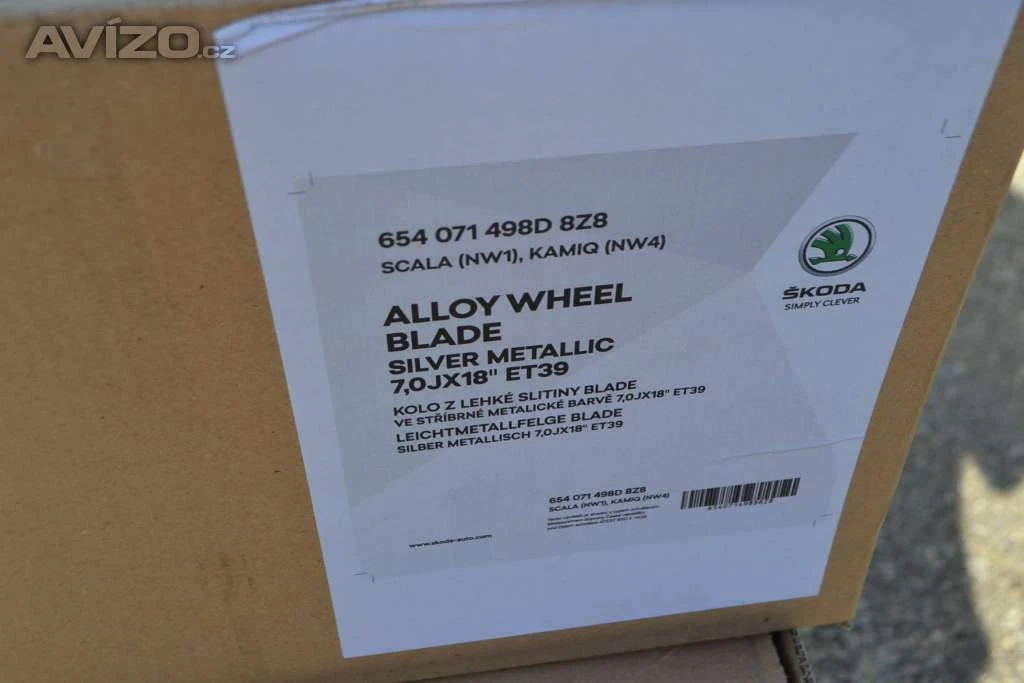 AVÍZO.cz
654 071 498D 8Z8
SCALA (NW1), KAMIQ (NW4)
ALLOY WHEEL
BLADE
SILVER METALLIC
7,0JX18" ET39
KOLO Z LEHKÉ SLITINY BLADE
VE STŘÍBRNÉ METALICKÉ BARVĚ 7,0JX18" ET39
LEICHTMETALLFELGE BLADE
SILBER METALLISCH 7,0JX18" ET39
ŠKODA
SIMPLY CLEVER
654 071 498D 8Z8
SCALA (NW1), KAMIQ (NW4)
www.skoda-auto.com